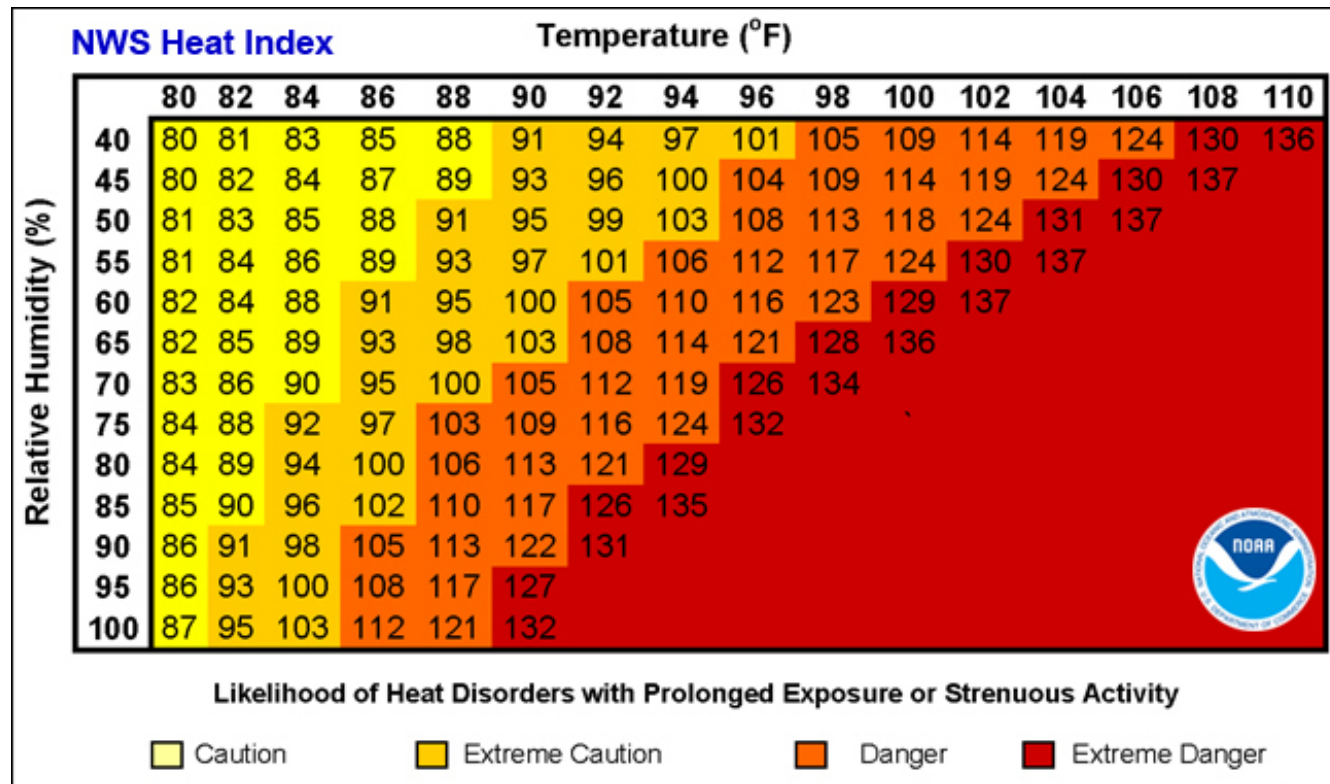 NWS Heat Index
Temperature (°F)
80 82 84 86 88 90 92 94 96 98 100 102 104 106 108 110
Relative Humidity (%)
40 80 81 83 85 88 91 94 97 101 105 109 114 119 124 130 136
45 80 82 84 87 89 93 96 100 104 109 114 119 124 130 137
50 81 83 85 88 91 95 99 103 108 113 118 124 131 137
55 81 84 86 89 93 97 101 106 112 117 124 130 137
60 82 84 88 91 95 100 105 110 116 123 129 137
65 82 85 89 93 98 103 108 114 121 128 136
70 83 86 90 95 100 105 112 119 126 134
75 84 88 92 97 103 109 116 124 132
80 84 89 94 100 106 113 121 129
85 85 90 96 102 110 117 126 135
90 86 91 98 105 113 122 131
95 86 93 100 108 117 127
100 87 95 103 112 121 132
NATIONAL OCEANIC AND ATMOSPHERIC ADMINISTRATION
NOAA
U.S. DEPARTMENT OF COMMERCE
Likelihood of Heat Disorders with Prolonged Exposure or Strenuous Activity
Caution
Extreme Caution
Danger
Extreme Danger